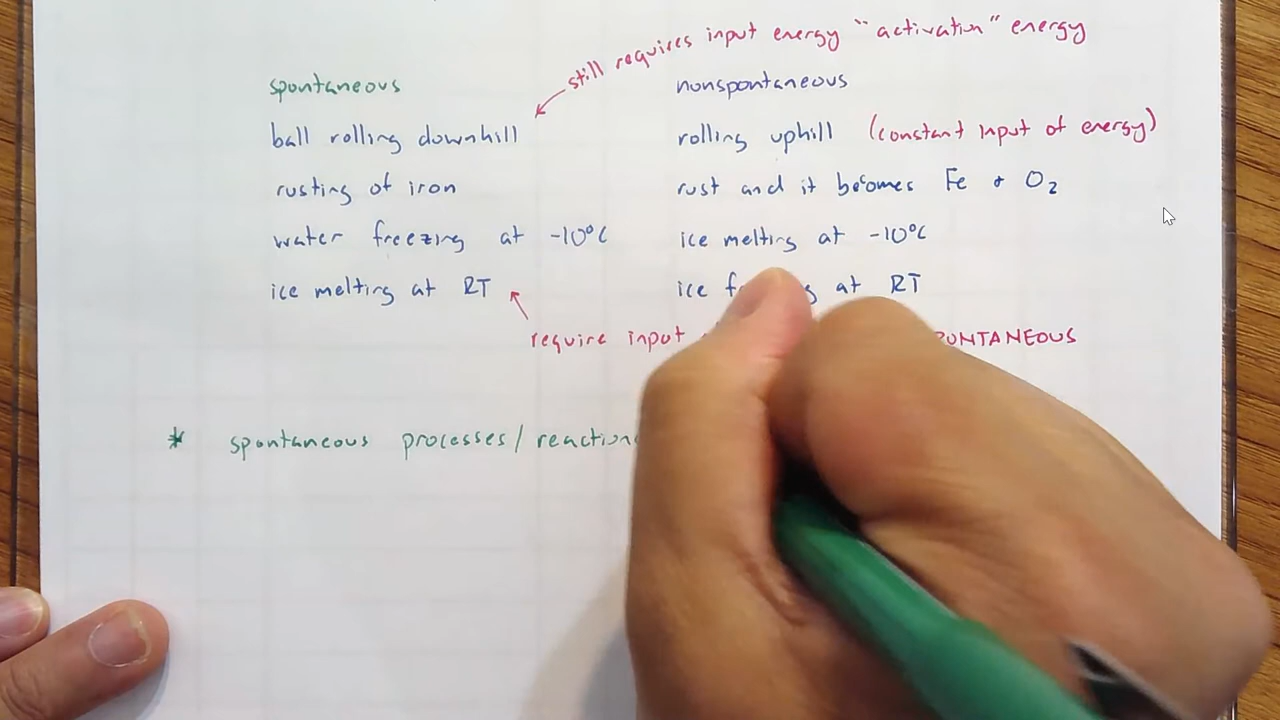 still requires input energy "activation" energy
spontaneous nonspontaneous
ball rolling downhill rolling uphill (constant input of energy)
rusting of iron rust and it becomes Fe + O2
water freezing at -10°C ice melting at -10°C
ice melting at RT ice at RT
require input
* spontaneous processes/